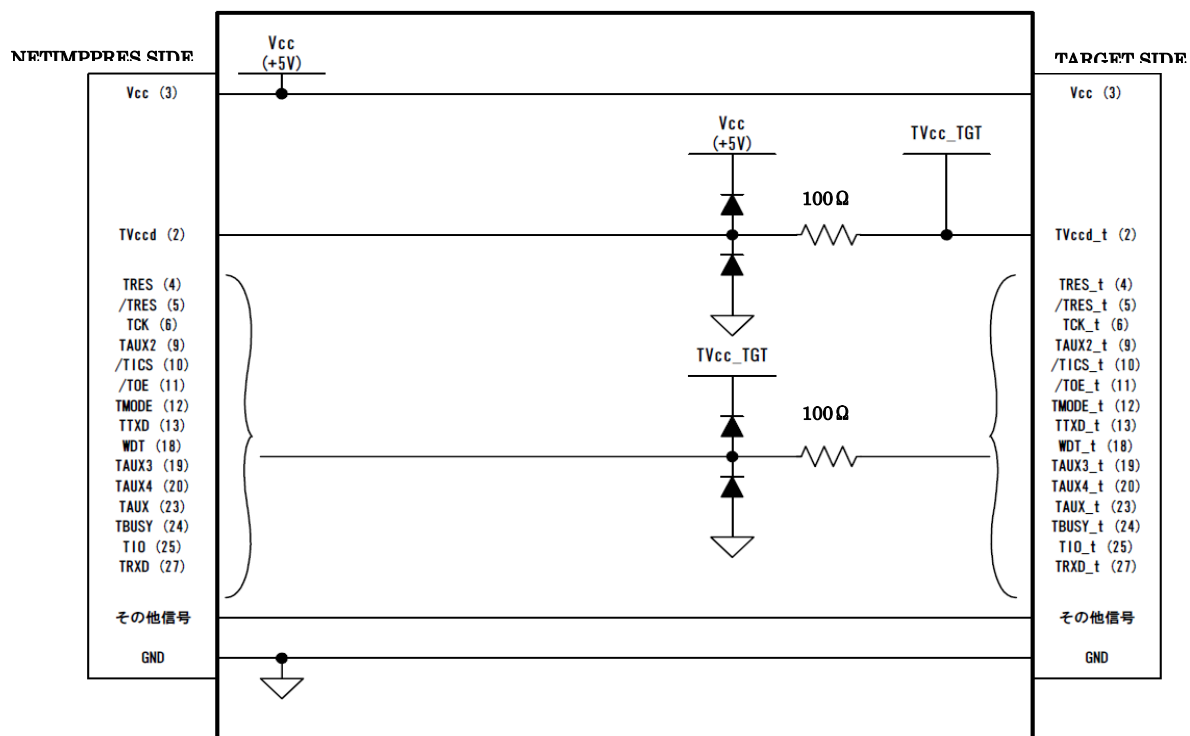 NETIMPPRES SIDE
TARGET SIDE
Vcc
(+5V)
Vcc (3)
Vcc (3)
Vcc
(+5V)
TVcc_TGT
100Ω
TVccd (2)
TVccd_t (2)
TRES (4)
/TRES (5)
TCK (6)
TAUX2 (9)
/TICS (10)
/TOE (11)
TMODE (12)
TTXD (13)
WDT (18)
TAUX3 (19)
TAUX4 (20)
TAUX (23)
TBUSY (24)
TIO (25)
TRXD (27)
TVcc_TGT
100Ω
TRES_t (4)
/TRES_t (5)
TCK_t (6)
TAUX2_t (9)
/TICS_t (10)
/TOE_t (11)
TMODE_t (12)
TTXD_t (13)
WDT_t (18)
TAUX3_t (19)
TAUX4_t (20)
TAUX_t (23)
TBUSY_t (24)
TIO_t (25)
TRXD_t (27)
その他信号
その他信号
GND
GND